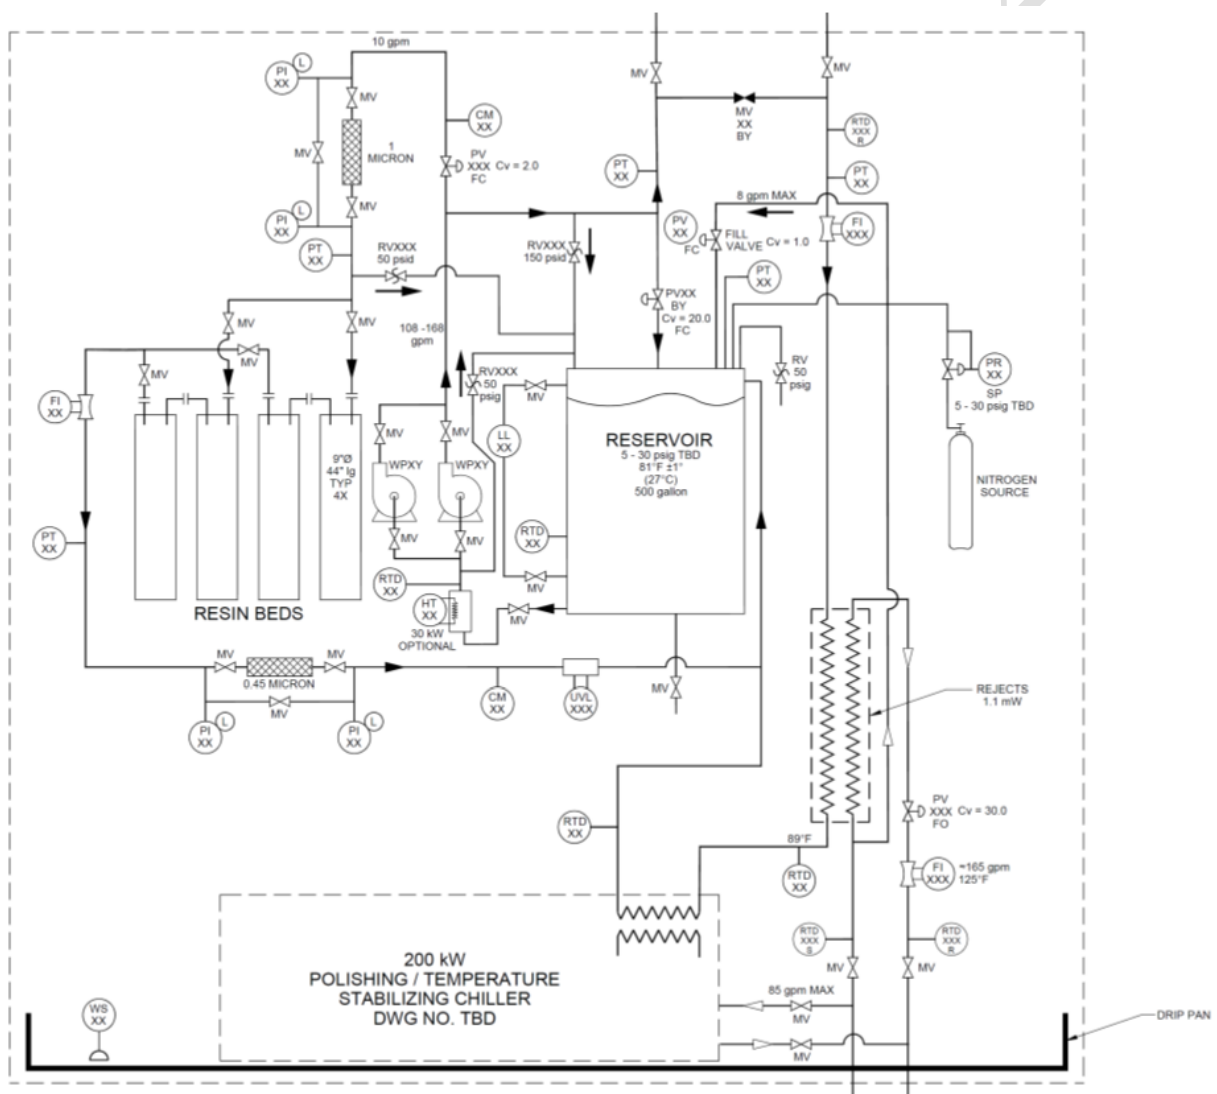 10 gpm
PI
XX
L
MV
MV
1
MICRON
MV
PI
XX
L
PT
XX
RVXXX
50 psid
CM
XX
PV
XXX Cv = 2.0
FC
MV
MV
MV
XX
BY
RTD
XXX
R
PT
XX
PT
XX
8 gpm MAX
FI
XXX
PV
XX
FC
FILL
VALVE Cv = 1.0
RVXXX
150 psid
PVXX
BY
Cv = 20.0
FC
PT
XX
108 -168
gpm
MV
MV
MV
MV
FI
XX
RVXXX
50
psig
MV
RV
50
psig
PR
XX
SP
5 - 30 psig TBD
MV
MV
LL
XX
RESERVOIR
5 - 30 psig TBD
81°F ±1°
(27°C)
500 gallon
WPXY
WPXY
9"Ø
44" lg
TYP
4X
NITROGEN
SOURCE
PT
XX
MV
MV
RTD
XX
RTD
XX
MV
HT
XX
30 kW
OPTIONAL
MV
RESIN BEDS
MV
MV
0.45 MICRON
MV
PI
XX
L
PI
XX
L
CM
XX
UVL
XXX
MV
REJECTS
1.1 mW
RTD
XX
PV
XXX Cv = 30.0
FO
89°F
RTD
XX
FI
XXX
≈165 gpm
125°F
RTD
XXX
S
RTD
XXX
R
MV
MV
200 kW
POLISHING / TEMPERATURE
STABILIZING CHILLER
DWG NO. TBD
85 gpm MAX
MV
MV
WS
XX
DRIP PAN